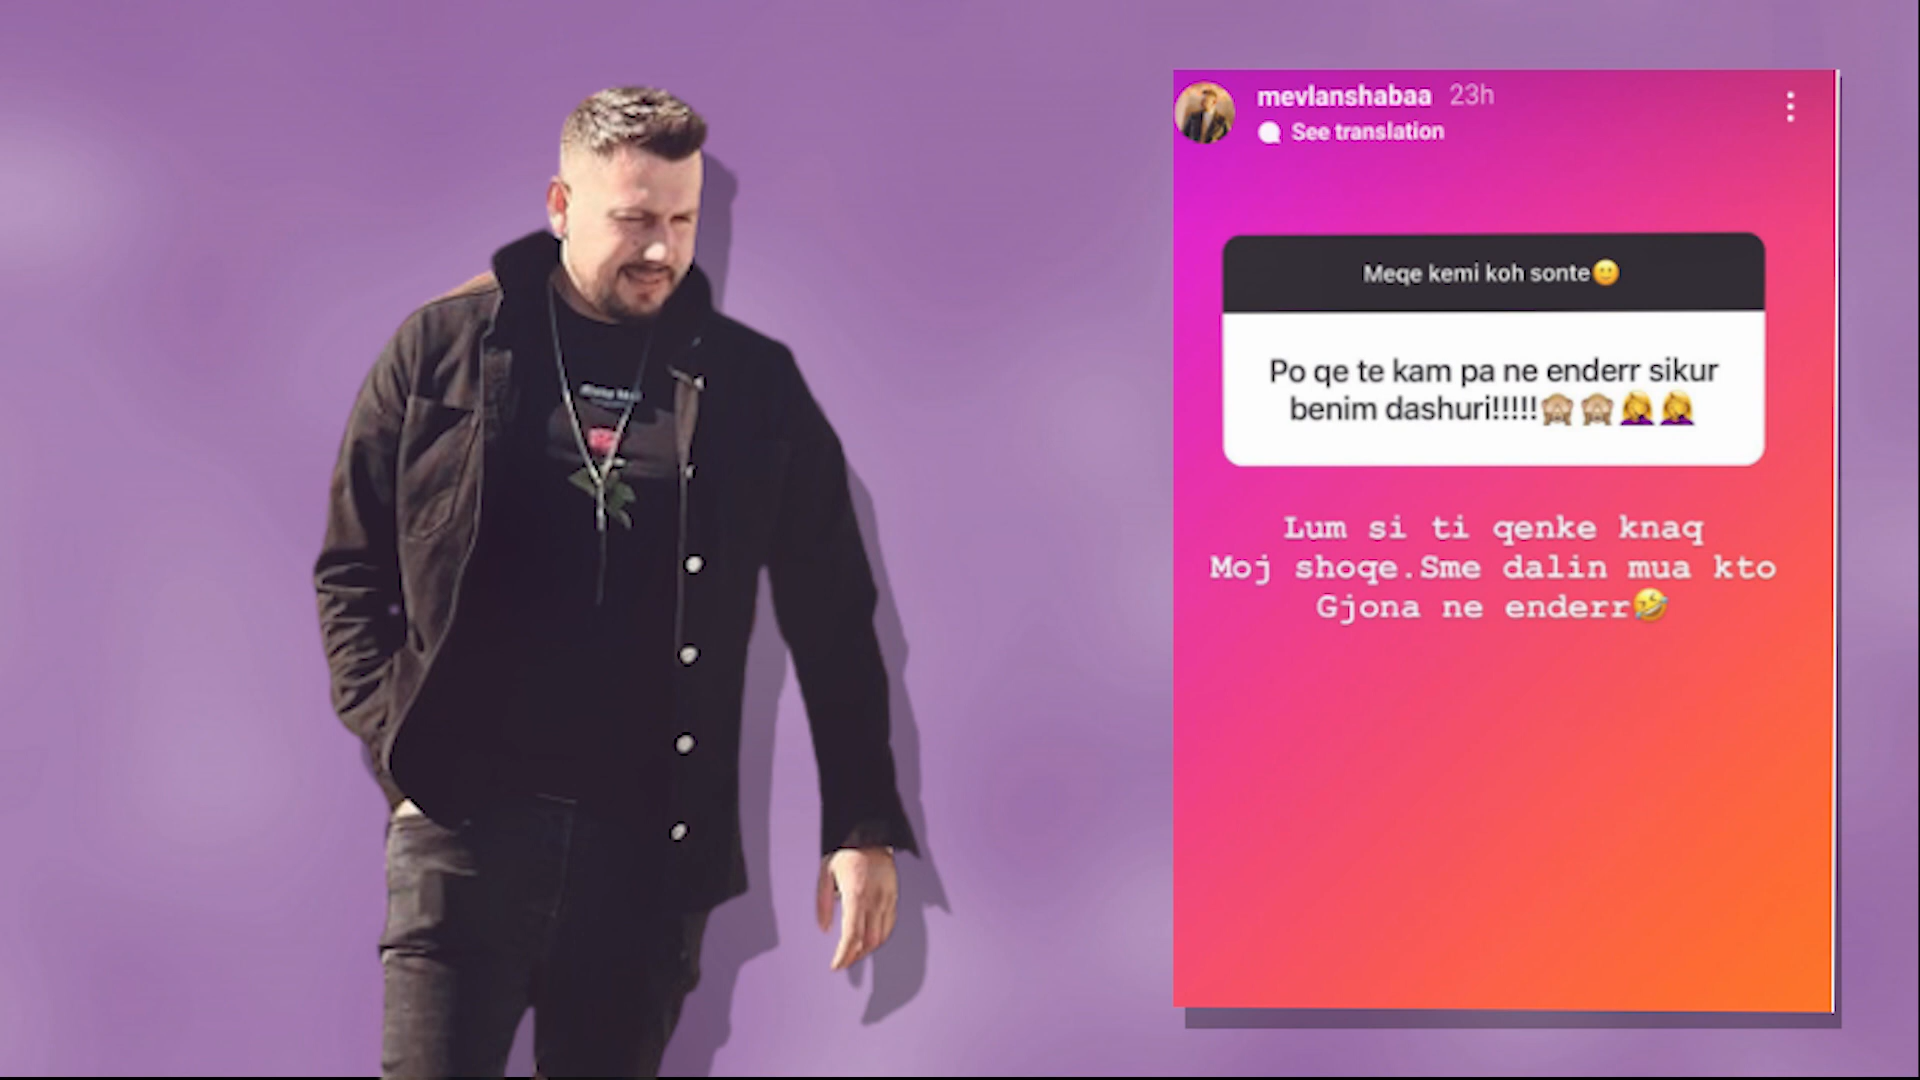 mevlanshabaa 23h
See translation
Meqe kemi koh sonte🙂
Po qe te kam pa ne enderr sikur
benim dashuri!!!!!🙈🙈🤦‍♀️🤦‍♀️
Lum si ti qenke knaq
Moj shoqe.Sme dalin mua kto
Gjona ne enderr🤣